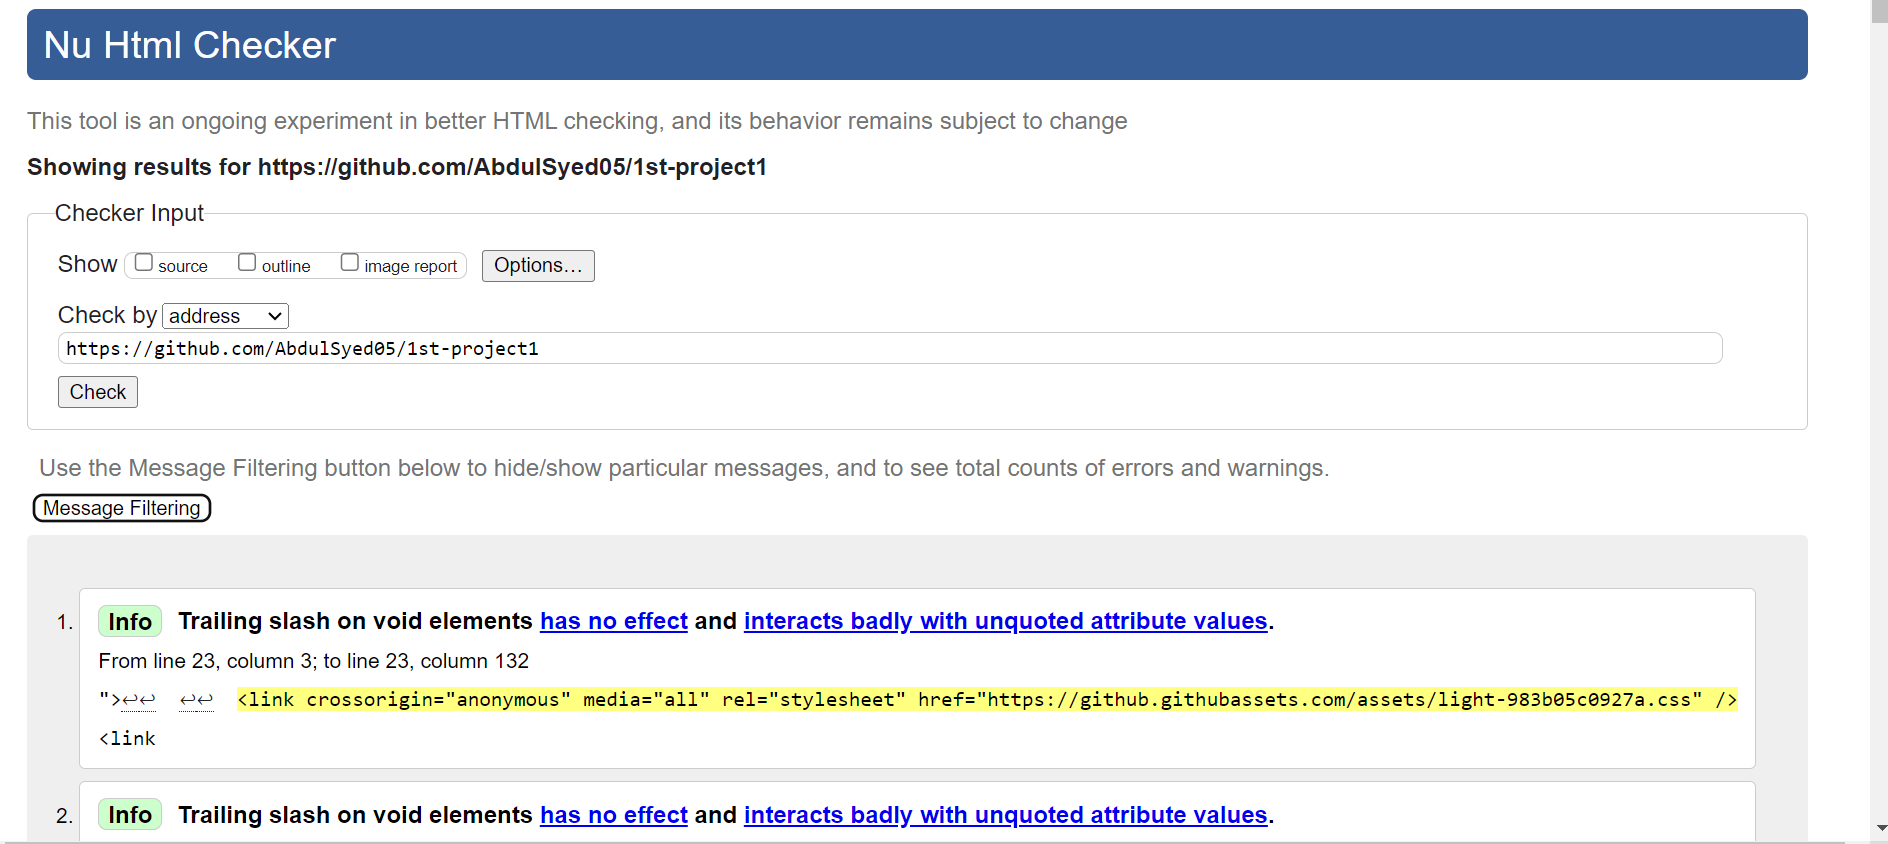 Nu Html Checker
This tool is an ongoing experiment in better HTML checking, and its behavior remains subject to change
Showing results for https://github.com/AbdulSyed05/1st-project1
Checker Input
Show source outline image report Options…
Check by address
https://github.com/AbdulSyed05/1st-project1
Check
Use the Message Filtering button below to hide/show particular messages, and to see total counts of errors and warnings.
Message Filtering
1. Info Trailing slash on void elements has no effect and interacts badly with unquoted attribute values.
From line 23, column 3; to line 23, column 132
">↩↩ ↩↩ <link crossorigin="anonymous" media="all" rel="stylesheet" href="https://github.githubassets.com/assets/light-983b05c0927a.css" />
<link
2. Info Trailing slash on void elements has no effect and interacts badly with unquoted attribute values.